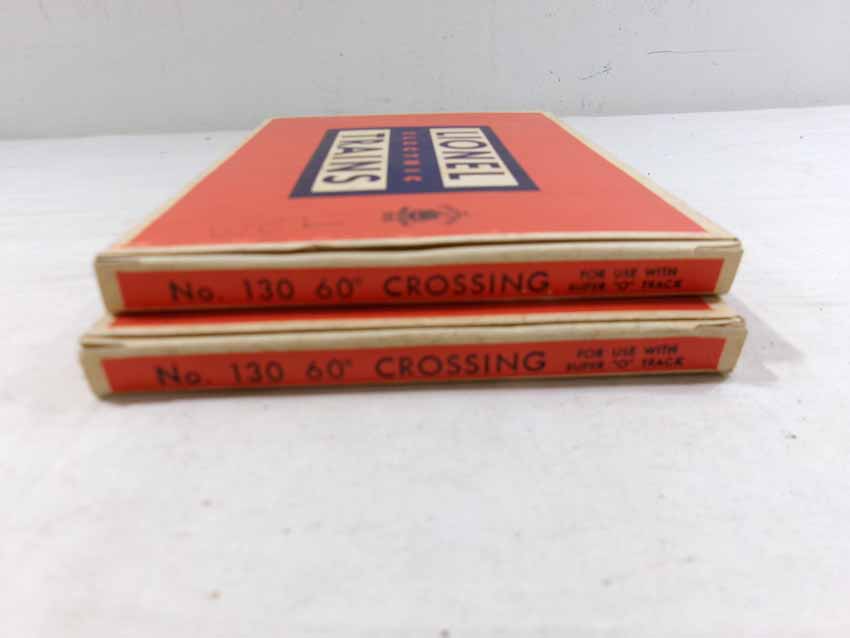 LIONEL
ELECTRIC
TRAINS
No. 130 60° CROSSING
FOR USE WITH
SUPER "O" TRACK
No. 130 60° CROSSING
FOR USE WITH
SUPER "O" TRACK